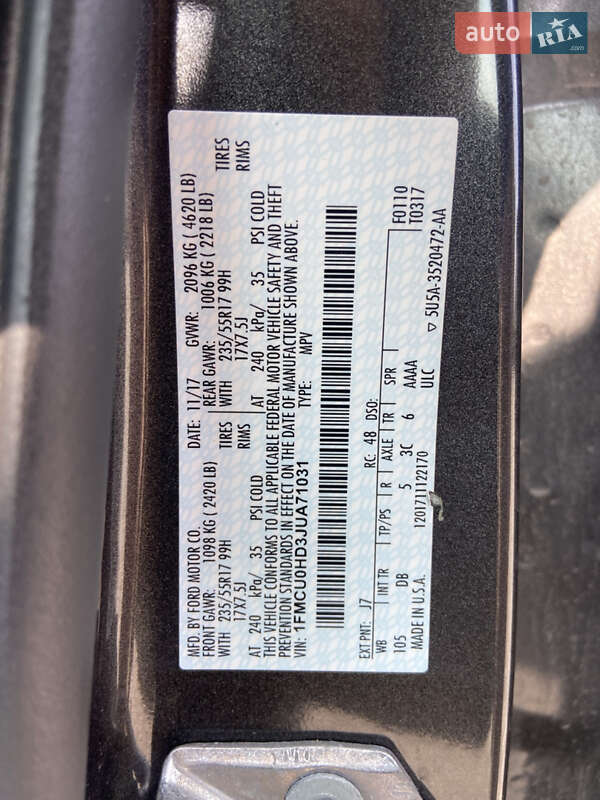 auto RIA .com
MFD. BY FORD MOTOR CO. DATE: 11/17 GVWR: 2096 KG ( 4620 LB)
FRONT GAWR: 1098 KG ( 2420 LB) REAR GAWR: 1006 KG ( 2218 LB)
WITH 235/55R17 99H TIRES WITH 235/55R17 99H TIRES
17X7.5J RIMS 17X7.5J RIMS
AT 240 kPa/ 35 PSI COLD AT 240 kPa/ 35 PSI COLD
THIS VEHICLE CONFORMS TO ALL APPLICABLE FEDERAL MOTOR VEHICLE SAFETY AND THEFT
PREVENTION STANDARDS IN EFFECT ON THE DATE OF MANUFACTURE SHOWN ABOVE.
VIN: 1FMCU0HD3JUA71031 TYPE: MPV
F0110
T0317
EXT PNT: J7 RC: 48 DSO:
WB INT TR TP/PS R AXLE TR SPR
105 DB 5 3C 6 AAAA
MADE IN U.S.A. 1201711122170 ULC
▽ 5U5A-3520472-AA